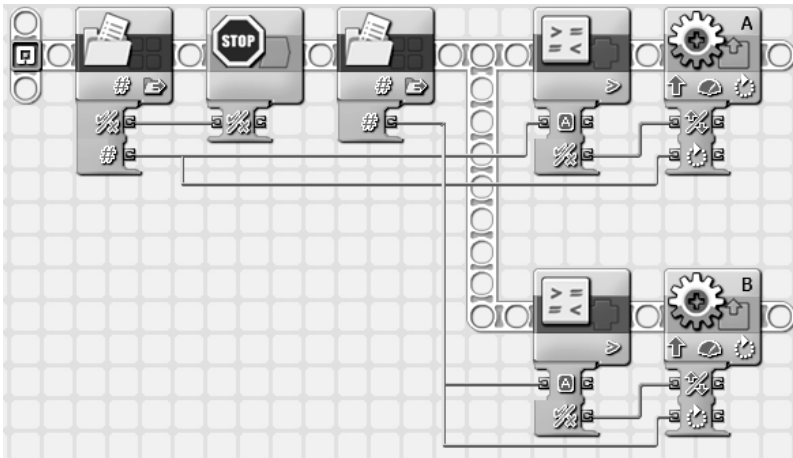 A
STOP
# #
#
#
> =
= <
>
A
B
> =
= <
>
A